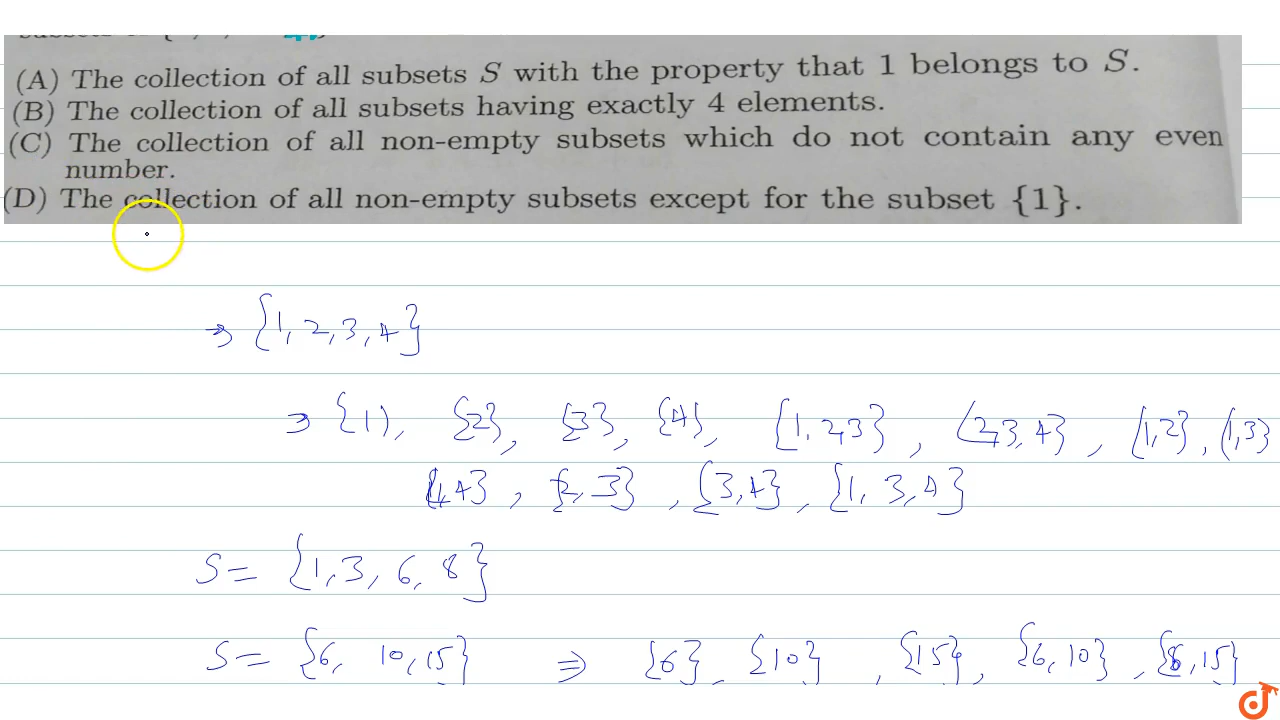 (A) The collection of all subsets S with the property that 1 belongs to S.
(B) The collection of all subsets having exactly 4 elements.
(C) The collection of all non-empty subsets which do not contain any even
number.
(D) The collection of all non-empty subsets except for the subset {1}.
⇒ {1, 2, 3, 4}
⇒ {1}, {2}, {3}, {4}, {1, 2, 3}, {2, 3, 4}, {1, 2}, {1, 3}
{1, 4}, {2, 3}, {3, 4}, {1, 3, 4}
S = {1, 3, 6, 8}
S = {6, 10, 15} ⇒ {6}, {10}, {15}, {6, 10}, {6, 15}